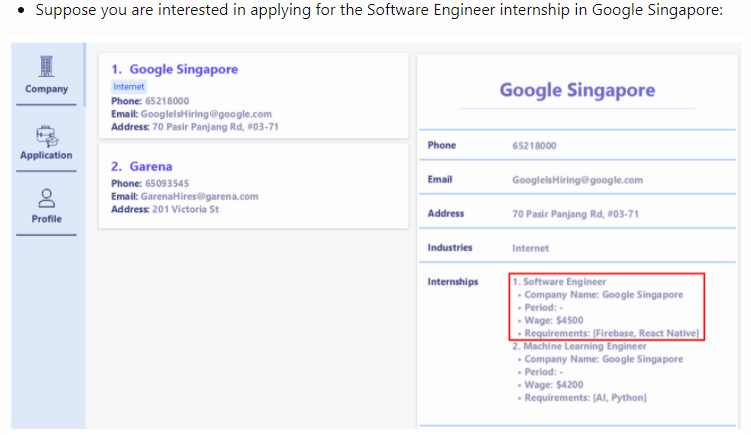 • Suppose you are interested in applying for the Software Engineer internship in Google Singapore:
Company
Application
Profile
1. Google Singapore
Internet
Phone: 65218000
Email: GoogleIsHiring@google.com
Address: 70 Pasir Panjang Rd, #03-71
2. Garena
Phone: 65093545
Email: GarenaHires@garena.com
Address: 201 Victoria St
Google Singapore
Phone 65218000
Email GoogleIsHiring@google.com
Address 70 Pasir Panjang Rd, #03-71
Industries Internet
Internships 1. Software Engineer
• Company Name: Google Singapore
• Period: -
• Wage: $4500
• Requirements: [Firebase, React Native]
2. Machine Learning Engineer
• Company Name: Google Singapore
• Period: -
• Wage: $4200
• Requirements: [AI, Python]